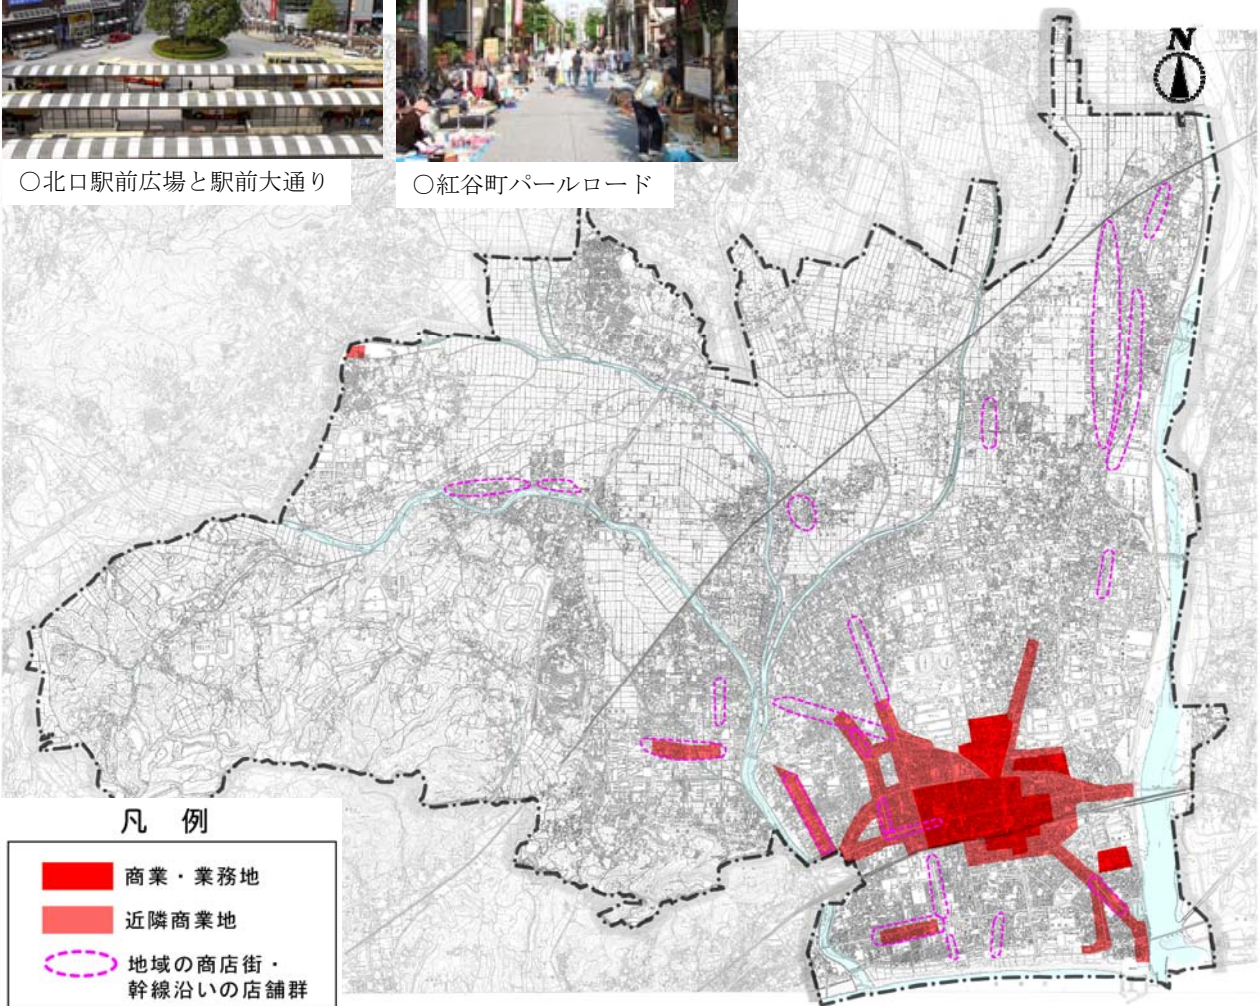 ○北口駅前広場と駅前大通り
○紅谷町パールロード
N
凡 例
商業・業務地
近隣商業地
地域の商店街・
幹線沿いの店舗群